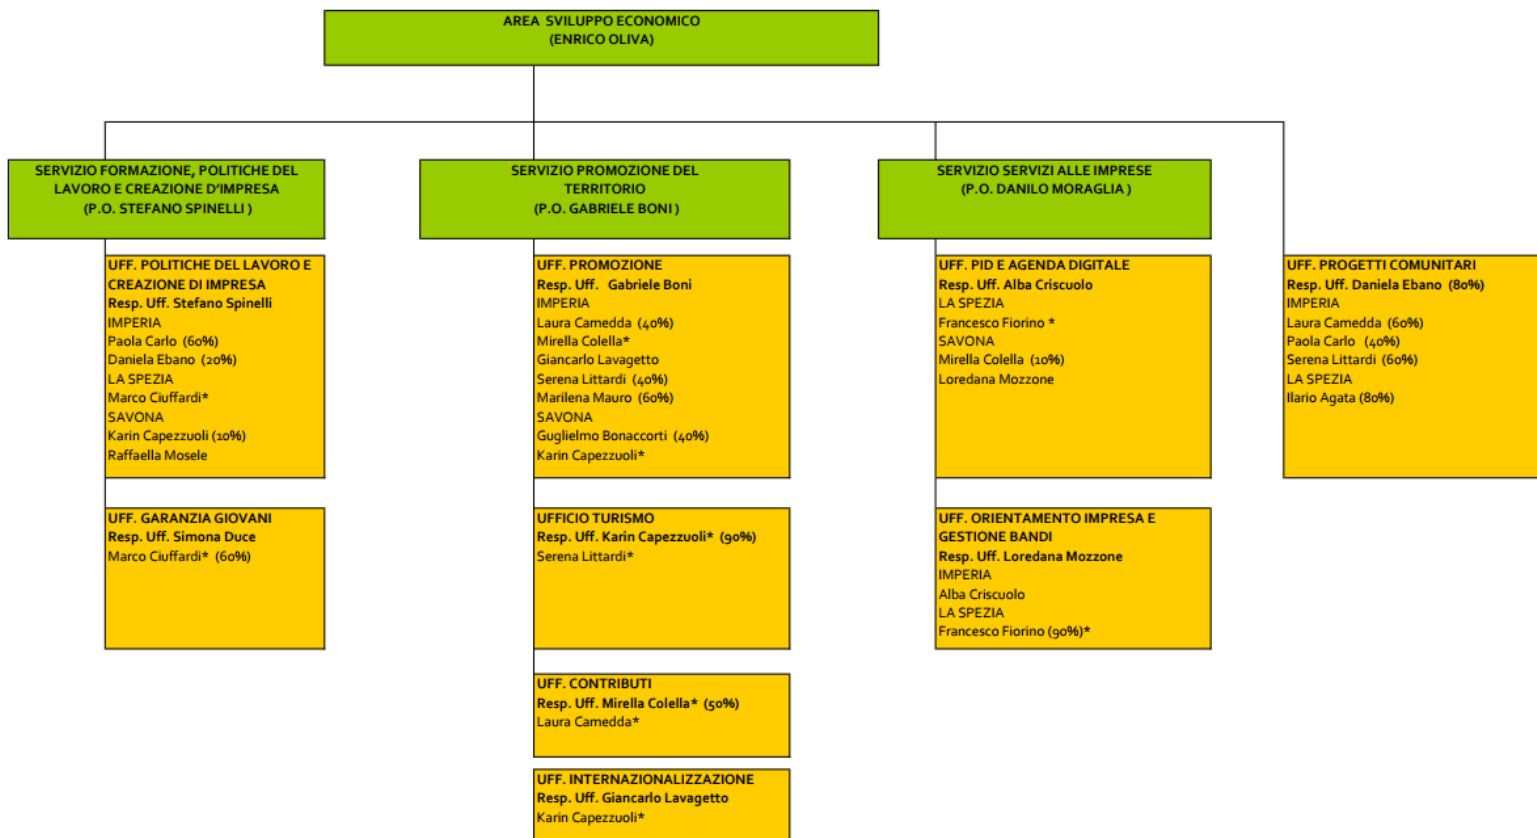 AREA SVILUPPO ECONOMICO
(ENRICO OLIVA)
SERVIZIO FORMAZIONE, POLITICHE DEL
LAVORO E CREAZIONE D'IMPRESA
(P.O. STEFANO SPINELLI )
SERVIZIO PROMOZIONE DEL
TERRITORIO
(P.O. GABRIELE BONI )
SERVIZIO SERVIZI ALLE IMPRESE
(P.O. DANILO MORAGLIA )
UFF. POLITICHE DEL LAVORO E
CREAZIONE DI IMPRESA
Resp. Uff. Stefano Spinelli
IMPERIA
Paola Carlo (60%)
Daniela Ebano (20%)
LA SPEZIA
Marco Ciuffardi*
SAVONA
Karin Capezzuoli (10%)
Raffaella Mosele
UFF. PROMOZIONE
Resp. Uff. Gabriele Boni
IMPERIA
Laura Camedda (40%)
Mirella Colella*
Giancarlo Lavagetto
Serena Littardi (40%)
Marilena Mauro (60%)
SAVONA
Guglielmo Bonaccorti (40%)
Karin Capezzuoli*
UFF. PID E AGENDA DIGITALE
Resp. Uff. Alba Criscuolo
LA SPEZIA
Francesco Fiorino *
SAVONA
Mirella Colella (10%)
Loredana Mozzone
UFF. PROGETTI COMUNITARI
Resp. Uff. Daniela Ebano (80%)
IMPERIA
Laura Camedda (60%)
Paola Carlo (40%)
Serena Littardi (60%)
LA SPEZIA
Ilario Agata (80%)
UFF. GARANZIA GIOVANI
Resp. Uff. Simona Duce
Marco Ciuffardi* (60%)
UFFICIO TURISMO
Resp. Uff. Karin Capezzuoli* (90%)
Serena Littardi*
UFF. ORIENTAMENTO IMPRESA E
GESTIONE BANDI
Resp. Uff. Loredana Mozzone
IMPERIA
Alba Criscuolo
LA SPEZIA
Francesco Fiorino (90%)*
UFF. CONTRIBUTI
Resp. Uff. Mirella Colella* (50%)
Laura Camedda*
UFF. INTERNAZIONALIZZAZIONE
Resp. Uff. Giancarlo Lavagetto
Karin Capezzuoli*